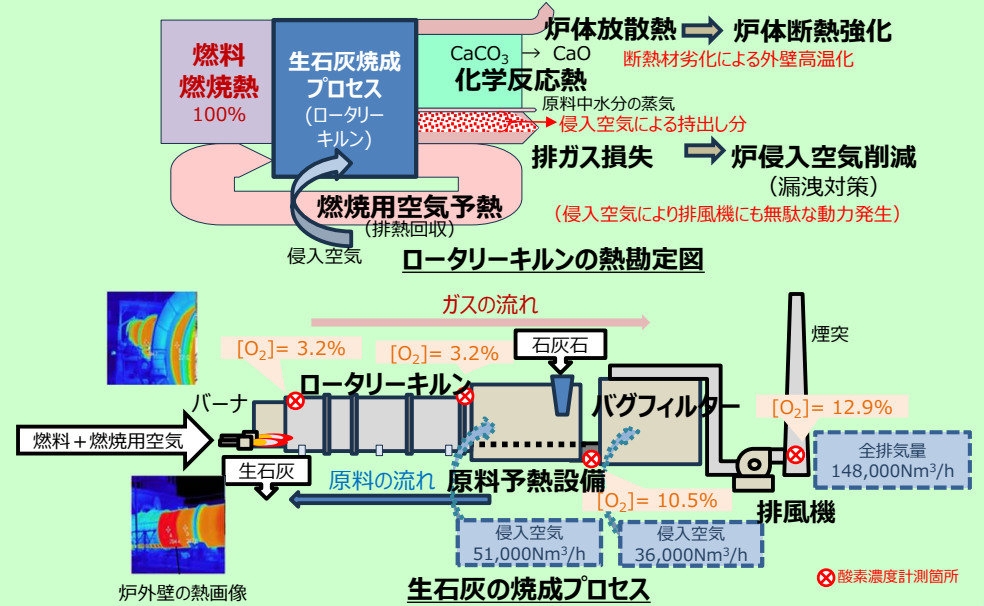 燃料
燃焼熱
100%
生石灰焼成
プロセス
(ロータリー
キルン)
炉体放散熱
炉体断熱強化
断熱材劣化による外壁高温化
CaCO₃ → CaO
化学反応熱
原料中水分の蒸気
侵入空気による持出し分
排ガス損失
炉侵入空気削減
(漏洩対策)
(侵入空気により排風機にも無駄な動力発生)
燃焼用空気予熱
(排熱回収)
侵入空気
ロータリーキルンの熱勘定図
ガスの流れ
[O₂]= 3.2%
[O₂]= 3.2%
石灰石
煙突
ロータリーキルン
バーナ
バグフィルター
[O₂]= 12.9%
燃料+燃焼用空気
全排気量
148,000Nm³/h
生石灰
原料の流れ
原料予熱設備
[O₂]= 10.5%
排風機
侵入空気
51,000Nm³/h
侵入空気
36,000Nm³/h
酸素濃度計測箇所
炉外壁の熱画像
生石灰の焼成プロセス